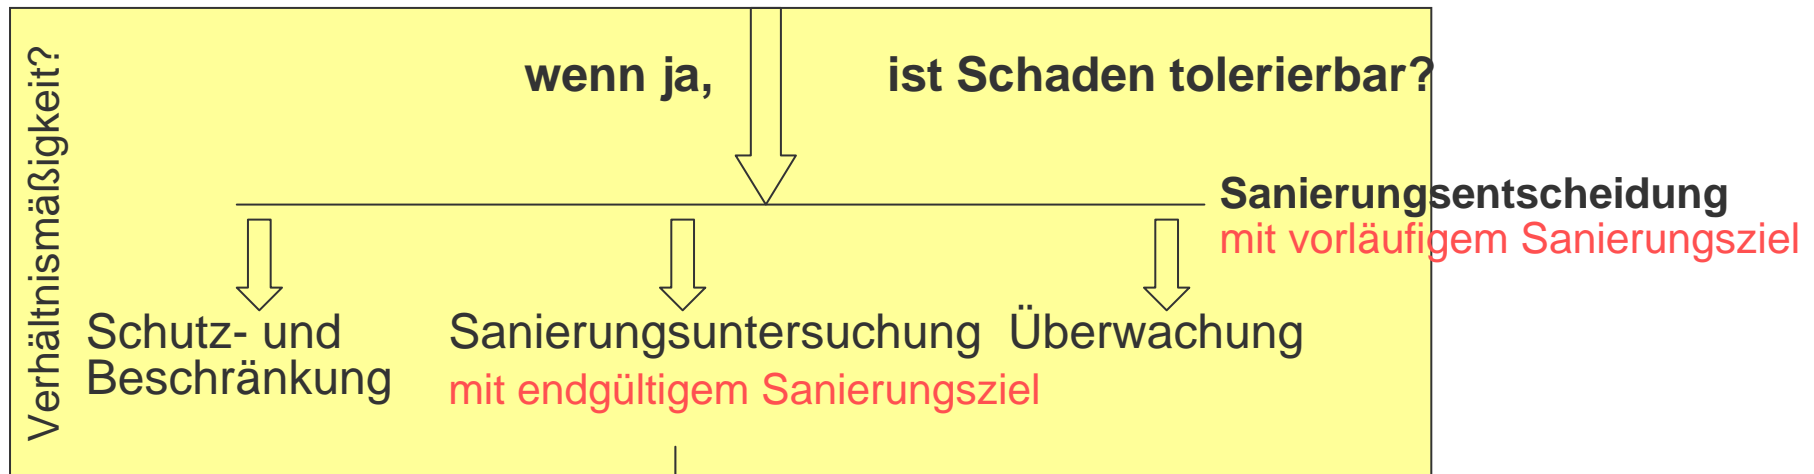 Verhältnismäßigkeit?
wenn ja, ist Schaden tolerierbar?
Sanierungsentscheidung
mit vorläufigem Sanierungsziel
Schutz- und
Beschränkung
Sanierungsuntersuchung
mit endgültigem Sanierungsziel
Überwachung